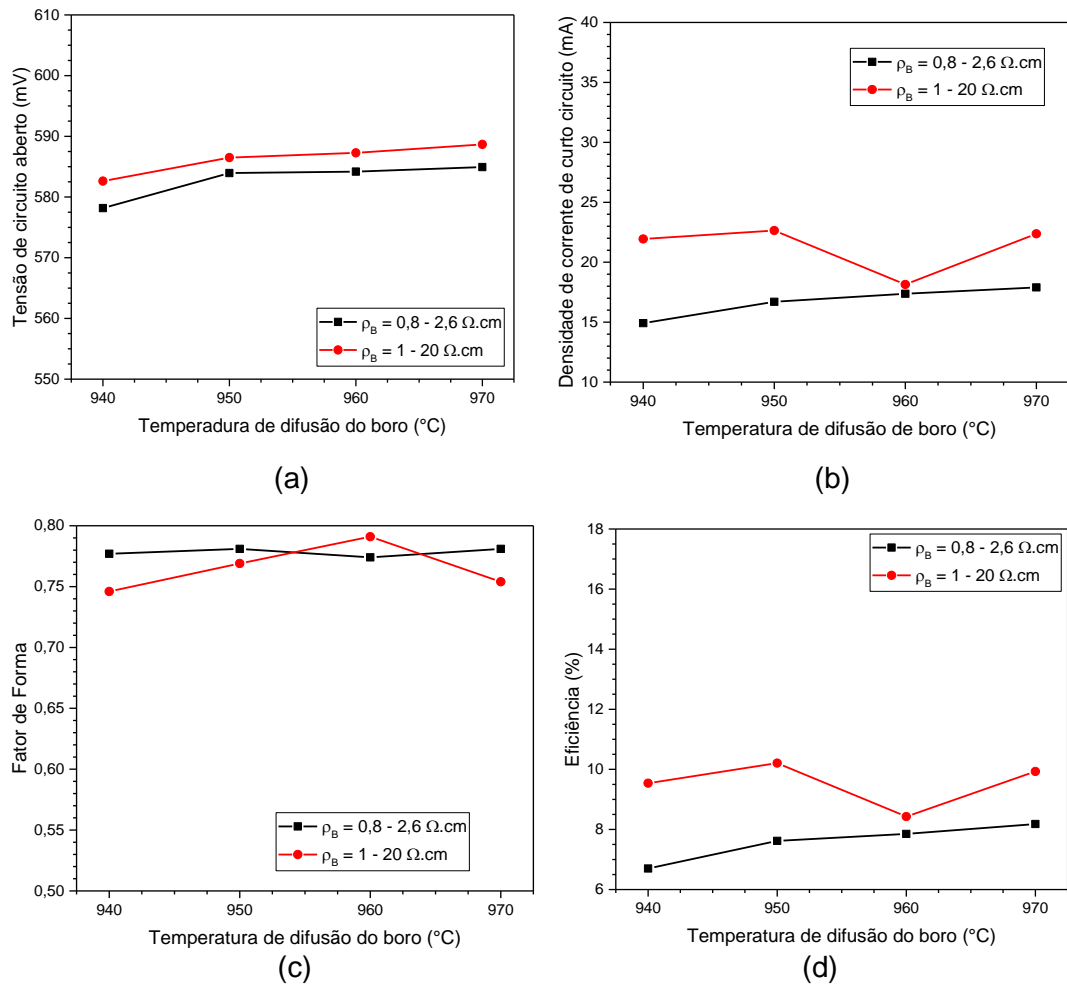 610
600
590
580
570
560
550
Tensão de circuito aberto (mV)
ρB = 0,8 - 2,6 Ω.cm
ρB = 1 - 20 Ω.cm
940 950 960 970
Temperadura de difusão do boro (°C)
(a)
40
35
30
25
20
15
10
Densidade de corrente de curto circuito (mA)
ρB = 0,8 - 2,6 Ω.cm
ρB = 1 - 20 Ω.cm
940 950 960 970
Temperatura de difusão de boro (°C)
(b)
0,80
0,75
0,70
0,65
0,60
0,55
0,50
Fator de Forma
ρB = 0,8 - 2,6 Ω.cm
ρB = 1 - 20 Ω.cm
940 950 960 970
Temperatura de difusão do boro (°C)
(c)
18
16
14
12
10
8
6
Eficiência (%)
ρB = 0,8 - 2,6 Ω.cm
ρB = 1 - 20 Ω.cm
940 950 960 970
Temperatura de difusão do boro (°C)
(d)